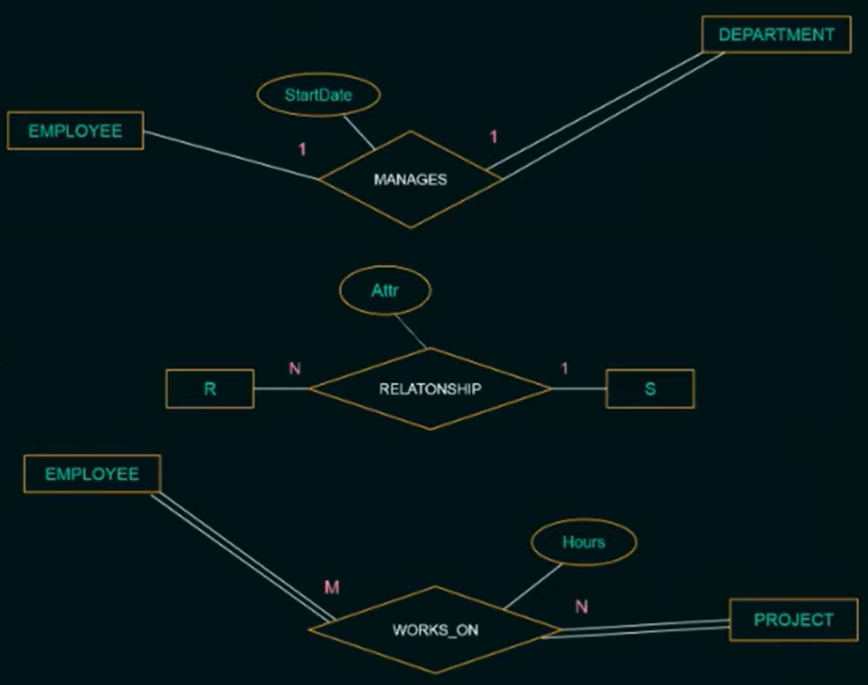 DEPARTMENT
StartDate
EMPLOYEE
1
1
MANAGES
Attr
N
1
R
RELATONSHIP
S
EMPLOYEE
Hours
M
N
WORKS_ON
PROJECT